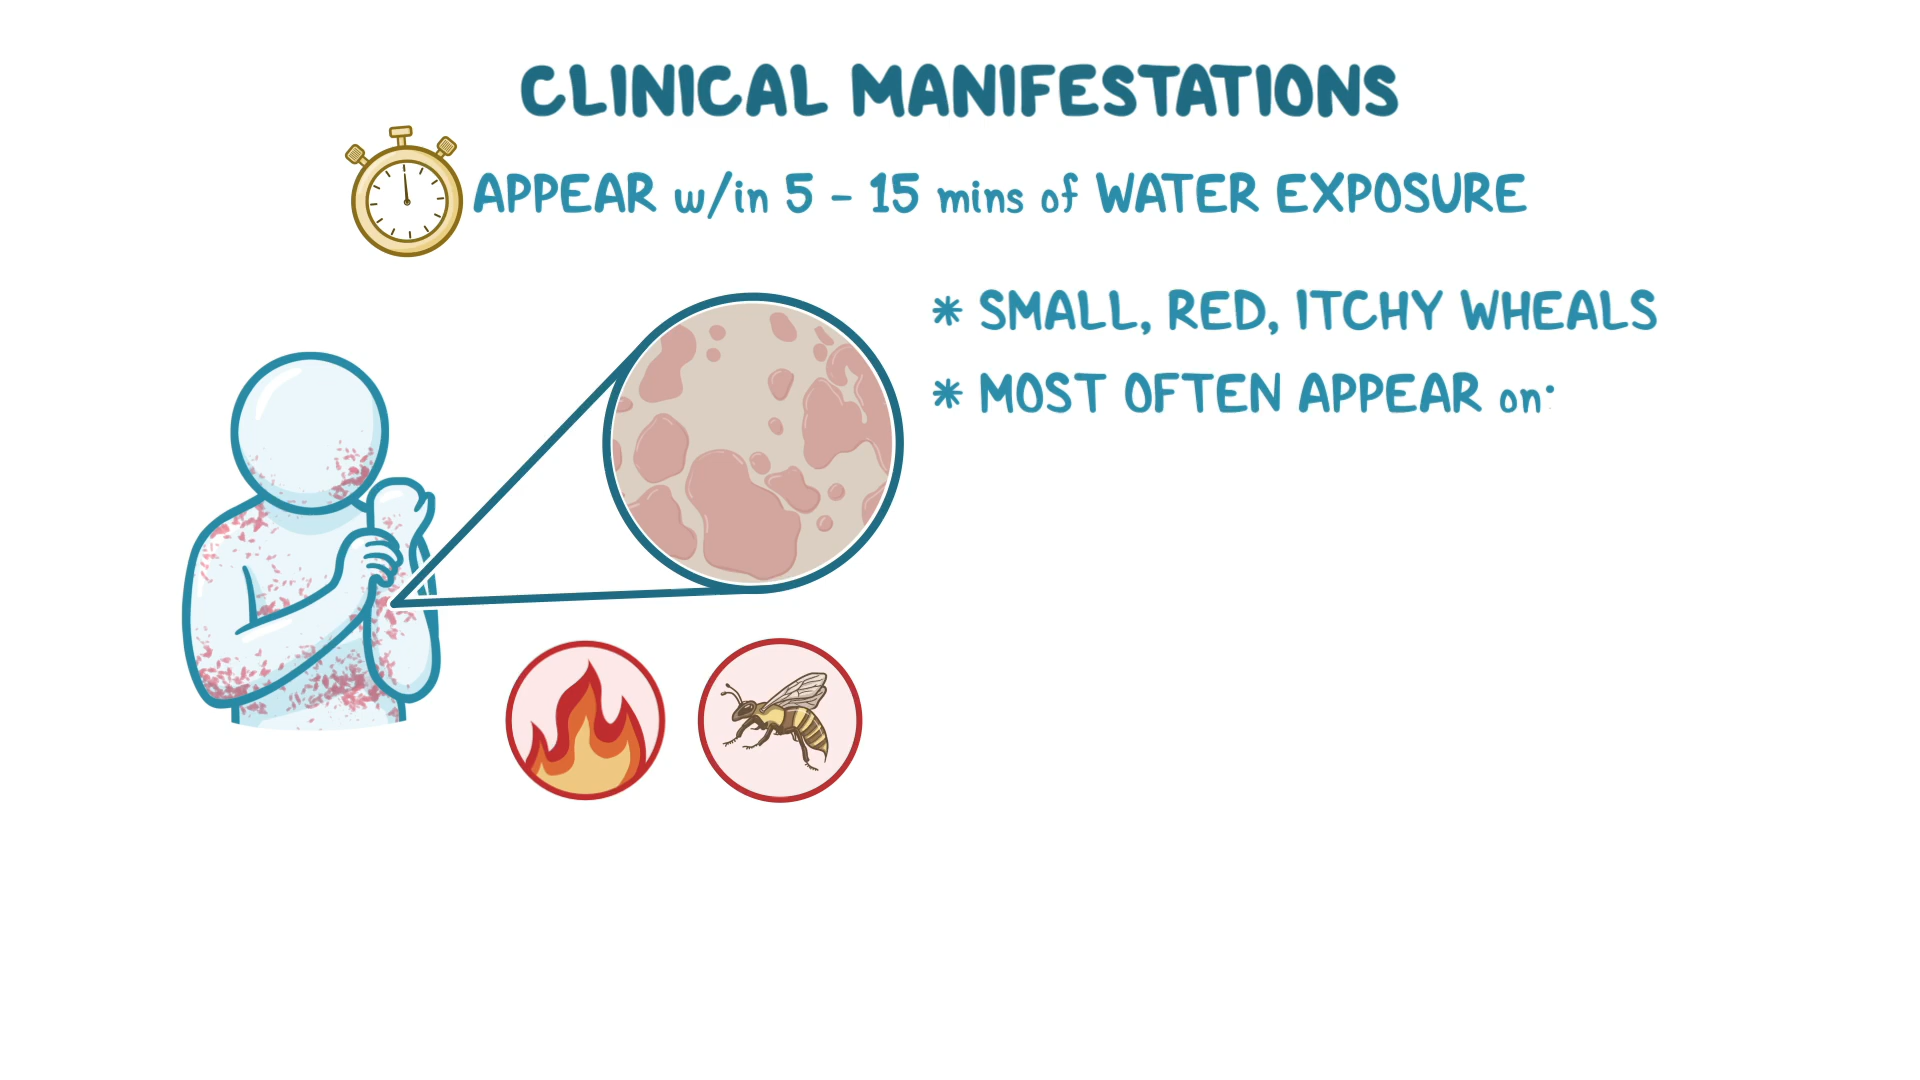 CLINICAL MANIFESTATIONS
APPEAR w/in 5 - 15 mins of WATER EXPOSURE
* SMALL, RED, ITCHY WHEALS
* MOST OFTEN APPEAR on: